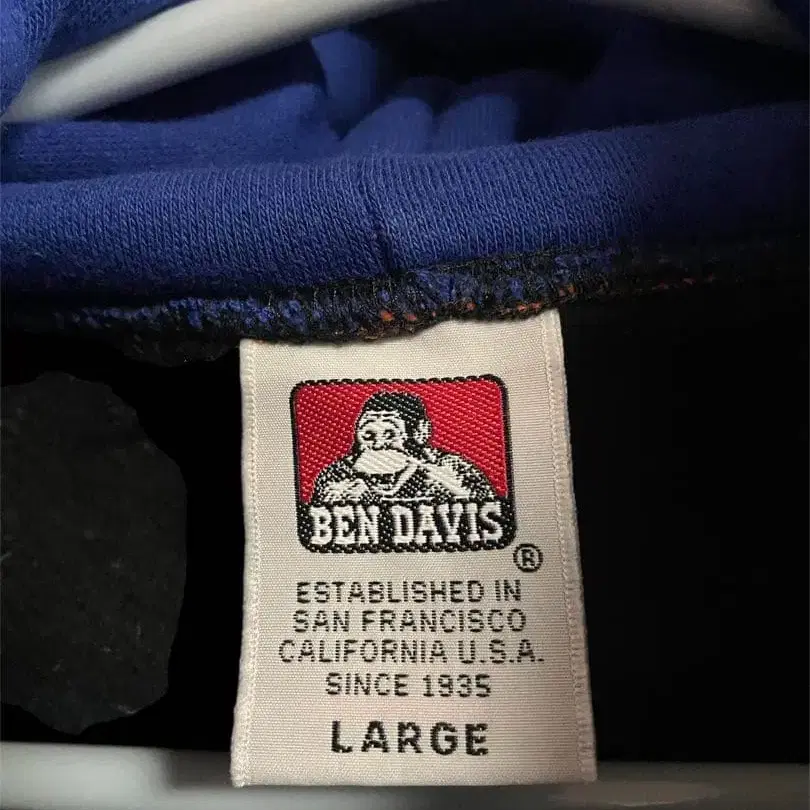 BEN DAVIS
®
ESTABLISHED IN
SAN FRANCISCO
CALIFORNIA U.S.A.
SINCE 1935
LARGE